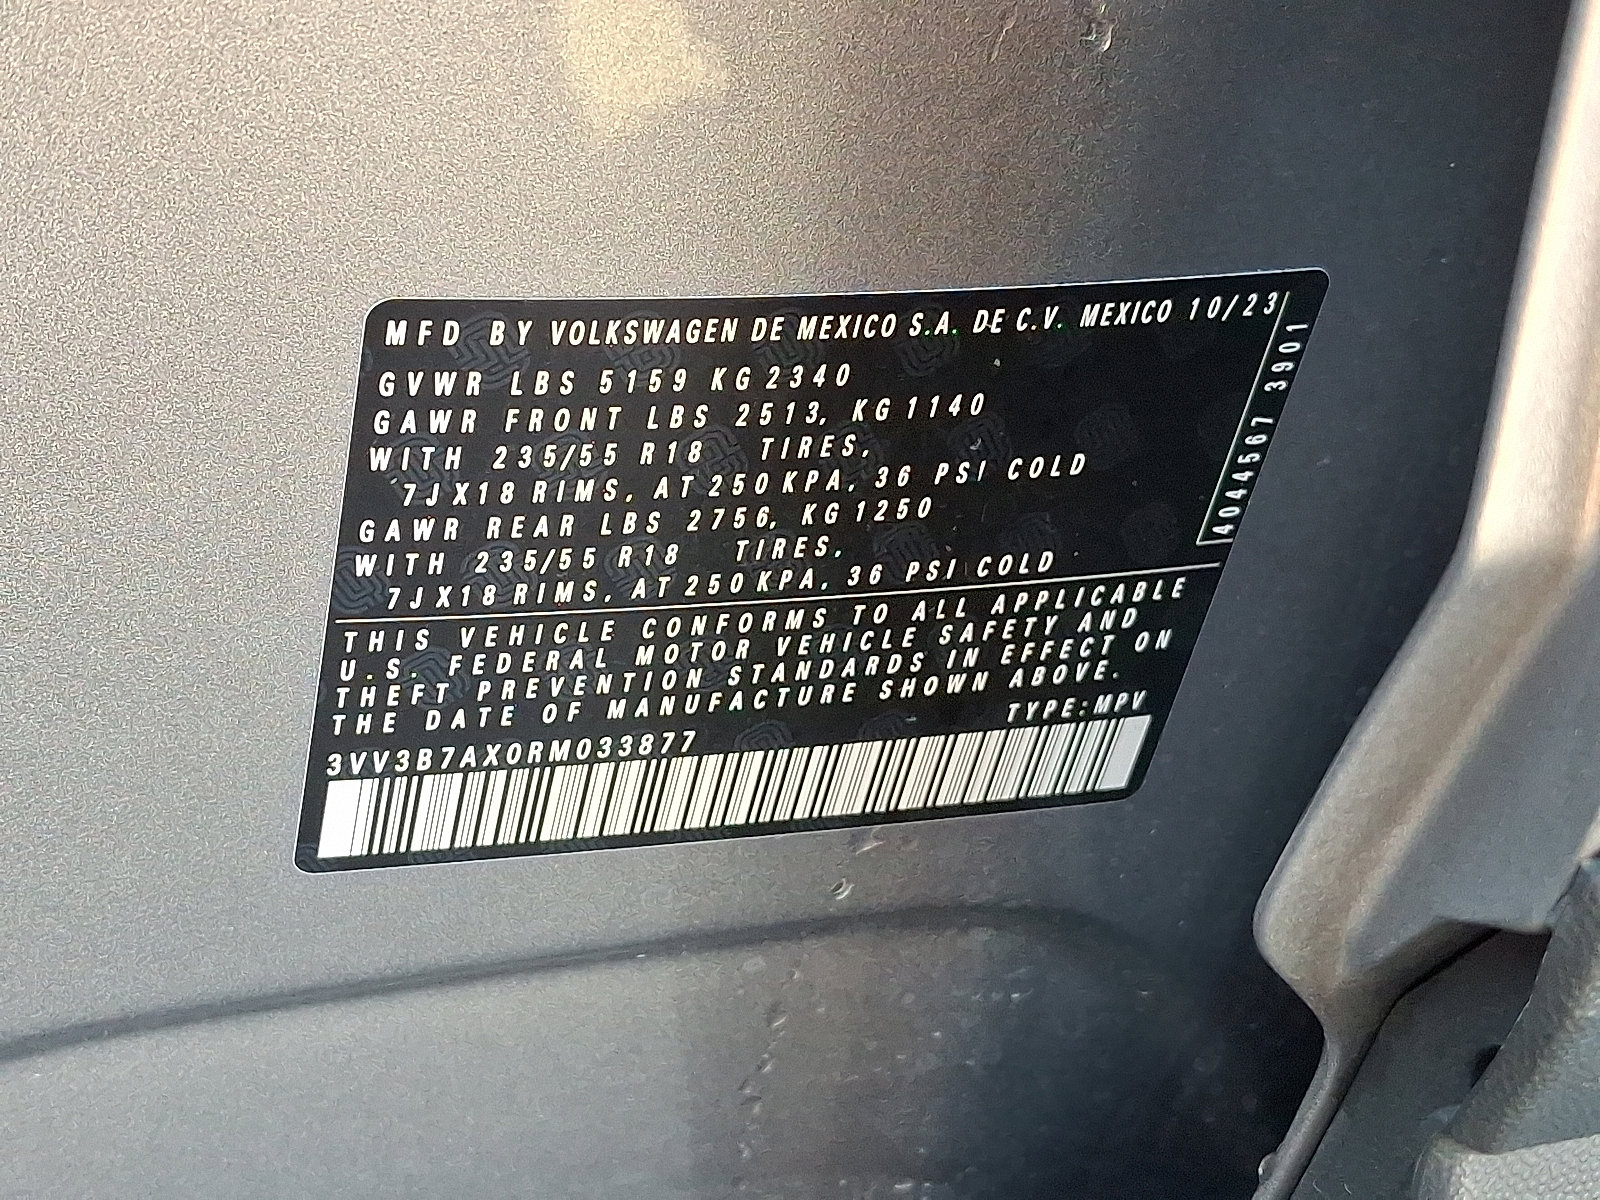 MFD BY VOLKSWAGEN DE MEXICO S.A. DE C.V. MEXICO 10/23
GVWR LBS 5159 KG 2340
GAWR FRONT LBS 2513, KG 1140
WITH 235/55 R18 TIRES,
7JX18 RIMS, AT 250 KPA, 36 PSI COLD
GAWR REAR LBS 2756, KG 1250
WITH 235/55 R18 TIRES,
7JX18 RIMS, AT 250 KPA, 36 PSI COLD
THIS VEHICLE CONFORMS TO ALL APPLICABLE
U.S. FEDERAL MOTOR VEHICLE SAFETY AND
THEFT PREVENTION STANDARDS IN EFFECT ON
THE DATE OF MANUFACTURE SHOWN ABOVE.
3VV3B7AX0RM033877 TYPE:MPV
4044567 3901